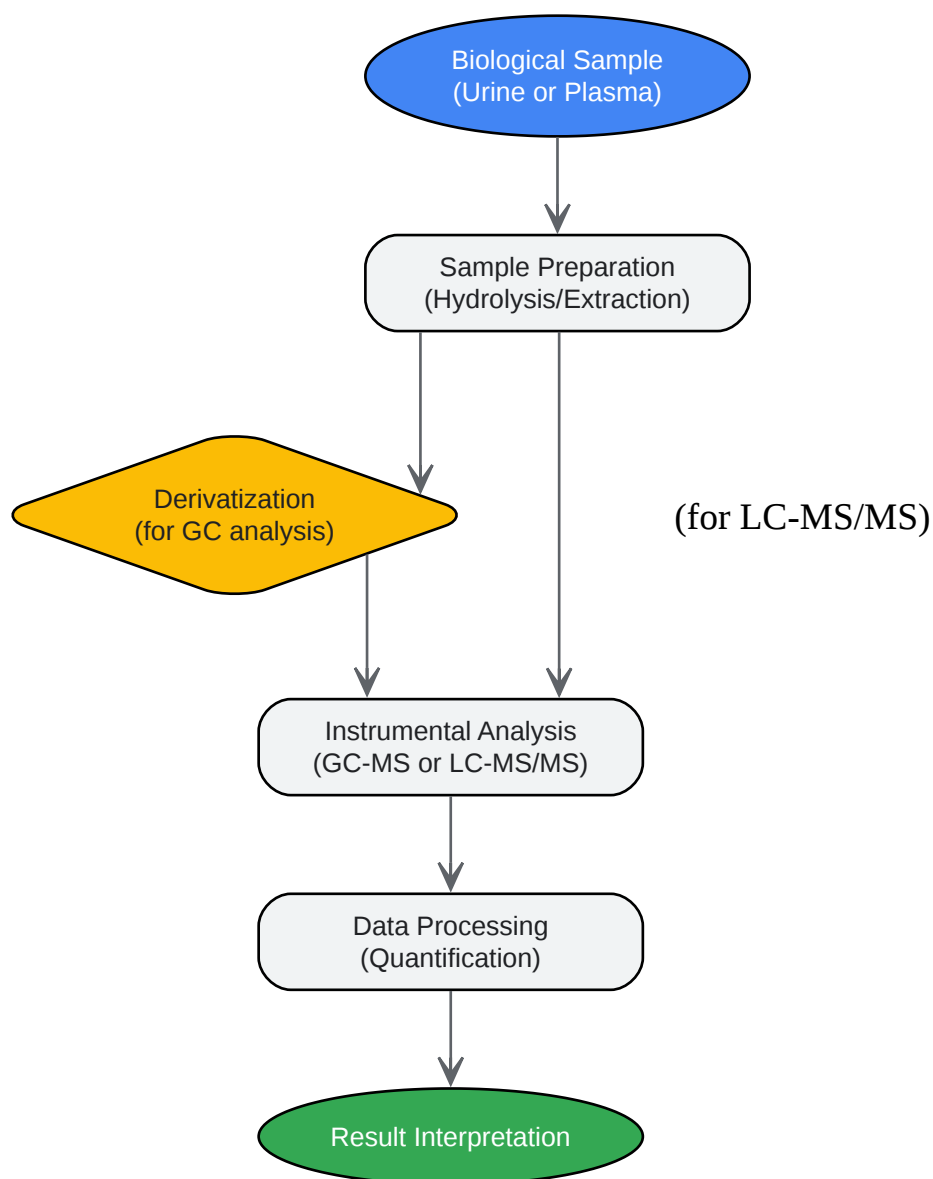 Biological Sample
(Urine or Plasma)
Sample Preparation
(Hydrolysis/Extraction)
Derivatization
(for GC analysis)
(for LC-MS/MS)
Instrumental Analysis
(GC-MS or LC-MS/MS)
Data Processing
(Quantification)
Result Interpretation